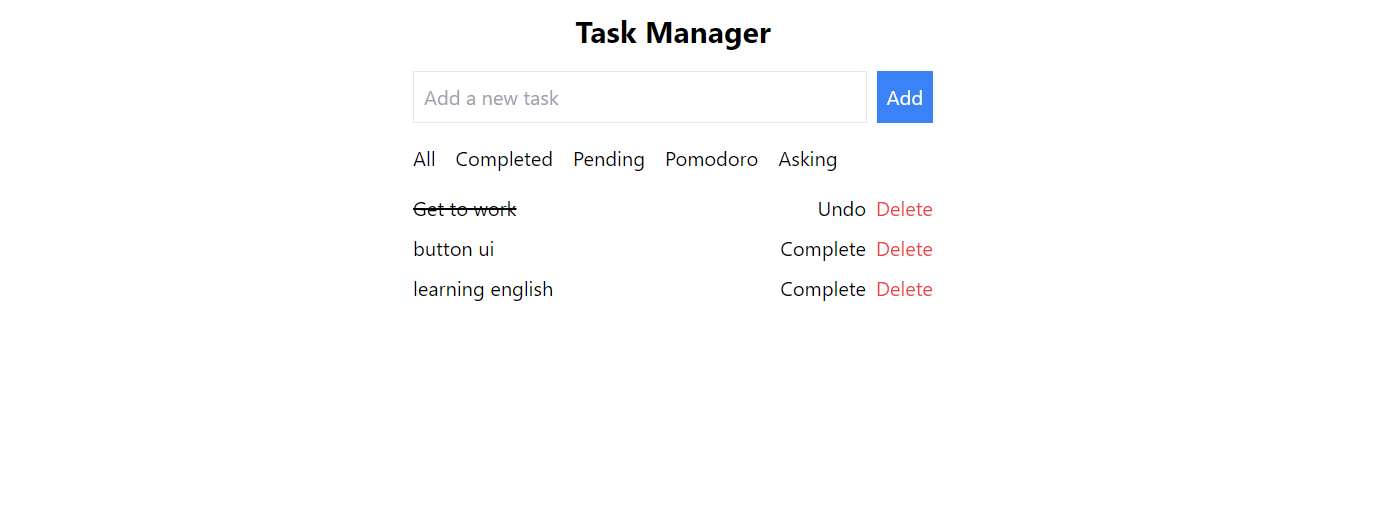 Task Manager
Add a new task Add
All Completed Pending Pomodoro Asking
Get to work Undo Delete
button ui Complete Delete
learning english Complete Delete